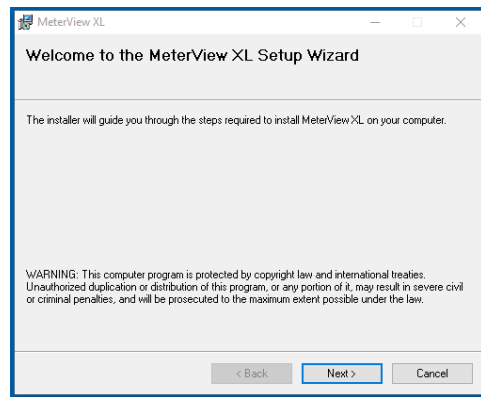 MeterView XL
Welcome to the MeterView XL Setup Wizard
The installer will guide you through the steps required to install MeterView XL on your computer.
WARNING: This computer program is protected by copyright law and international treaties.
Unauthorized duplication or distribution of this program, or any portion of it, may result in severe civil
or criminal penalties, and will be prosecuted to the maximum extent possible under the law.
< Back Next > Cancel